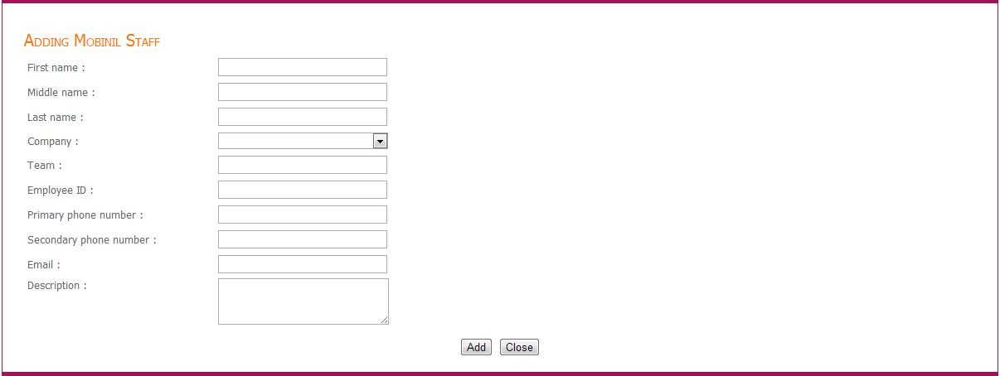 Adding Mobinil Staff
First name :
Middle name :
Last name :
Company :
Team :
Employee ID :
Primary phone number :
Secondary phone number :
Email :
Description :
Add Close